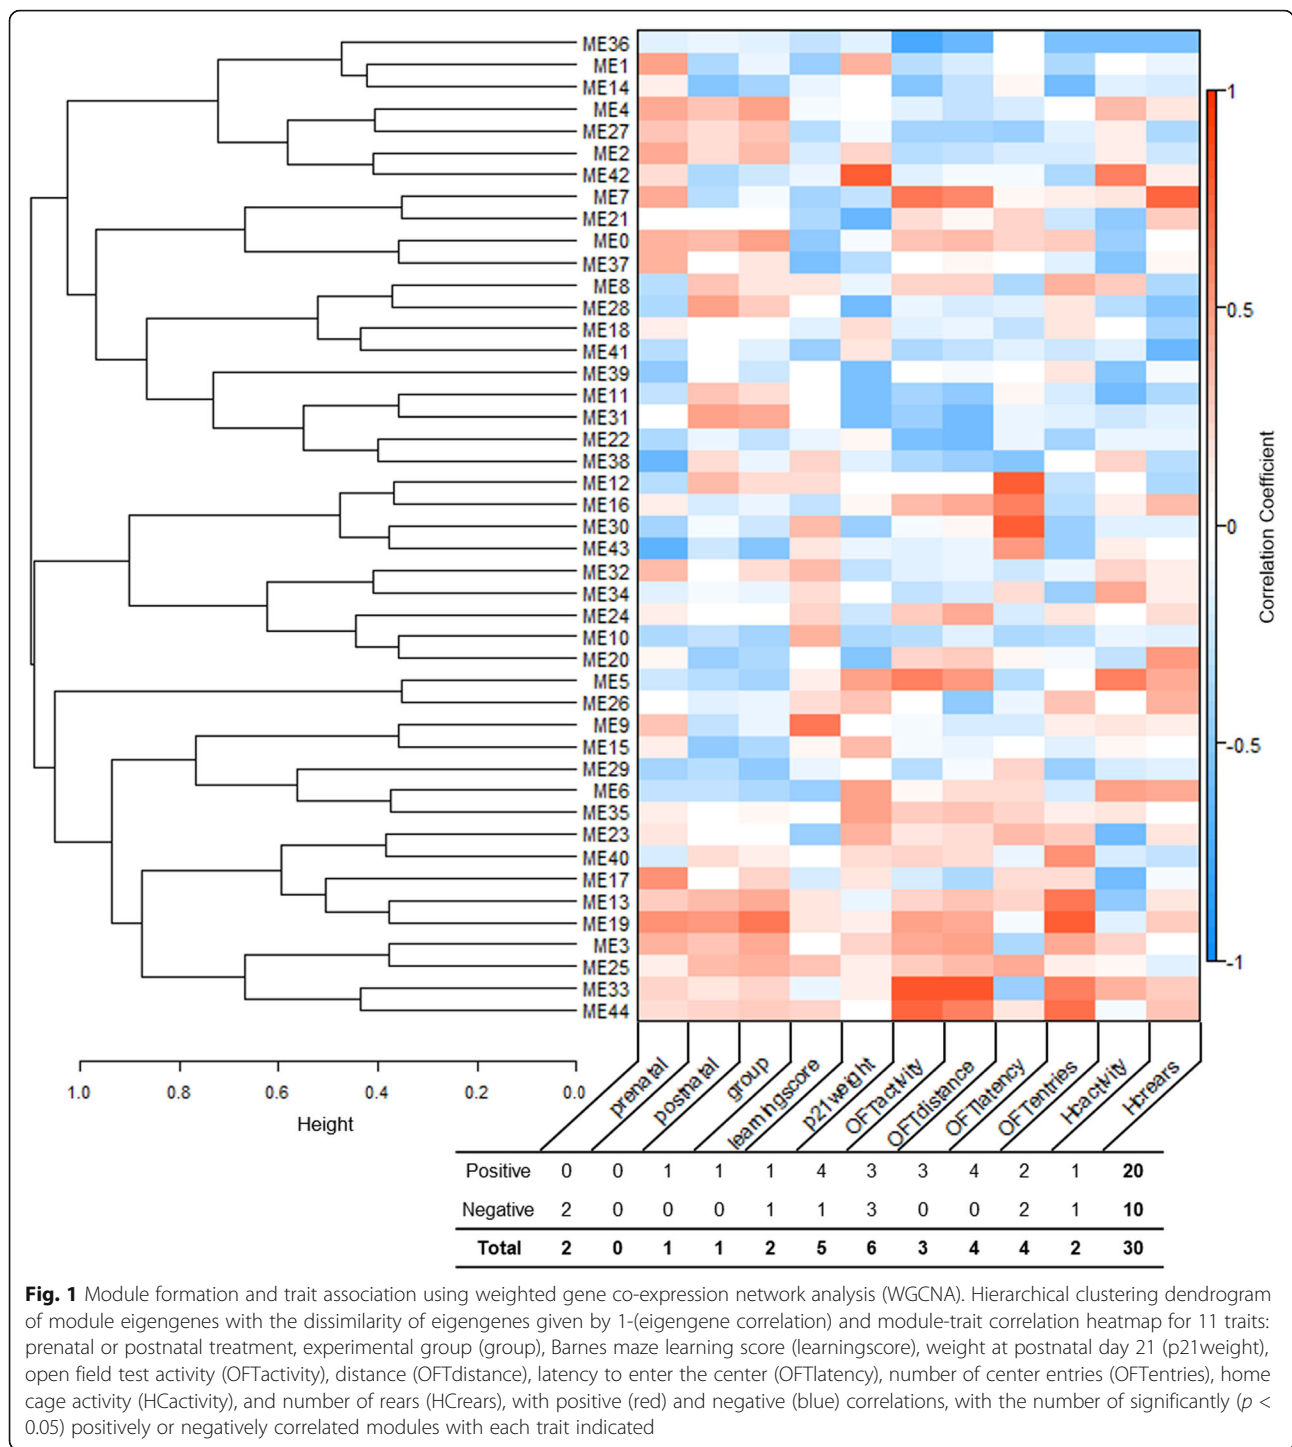 ME36
ME1
ME14
ME4
ME27
ME2
ME42
ME7
ME21
ME0
ME37
ME8
ME28
ME18
ME41
ME39
ME11
ME31
ME22
ME38
ME12
ME16
ME30
ME43
ME32
ME34
ME24
ME10
ME20
ME5
ME26
ME9
ME15
ME29
ME6
ME35
ME23
ME40
ME17
ME13
ME19
ME3
ME25
ME33
ME44
1
0.5
0
-0.5
-1
Correlation Coefficient
1.0 0.8 0.6 0.4 0.2 0.0
Height
prenatal postnatal group learningscore p21weight OFTactivity OFTdistance OFTlatency OFTentries Hcactivity Hcrears
Positive 0 0 1 1 1 4 3 3 4 2 1 20
Negative 2 0 0 0 1 1 3 0 0 2 1 10
Total 2 0 1 1 2 5 6 3 4 4 2 30
Fig. 1 Module formation and trait association using weighted gene co-expression network analysis (WGCNA). Hierarchical clustering dendrogram
of module eigengenes with the dissimilarity of eigengenes given by 1-(eigengene correlation) and module-trait correlation heatmap for 11 traits:
prenatal or postnatal treatment, experimental group (group), Barnes maze learning score (learningscore), weight at postnatal day 21 (p21weight),
open field test activity (OFTactivity), distance (OFTdistance), latency to enter the center (OFTlatency), number of center entries (OFTentries), home
cage activity (HCactivity), and number of rears (HCrears), with positive (red) and negative (blue) correlations, with the number of significantly (p <
0.05) positively or negatively correlated modules with each trait indicated